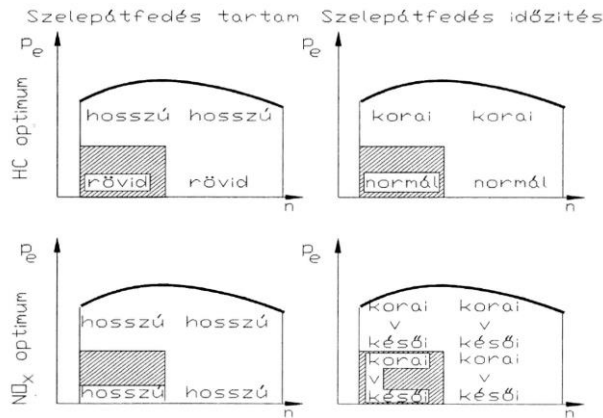 Szelepátfedés tartam
Szelepátfedés időzítés
HC optimum
Pe
hosszú hosszú
rövid rövid
n
Pe
korai korai
normál normál
n
NOx optimum
Pe
hosszú hosszú
hosszú hosszú
n
Pe
korai korai
v v
késői késői
korai korai
v v
késői késői
n